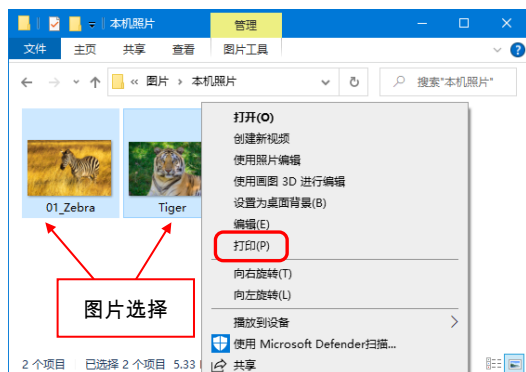 本机照片
管理
文件 主页 共享 查看 图片工具
« 图片 › 本机照片
搜索"本机照片"
打开(O)
创建新视频
使用照片编辑
使用画图 3D 进行编辑
设置为桌面背景(B)
编辑(E)
打印(P)
向右旋转(T)
向左旋转(L)
播放到设备
使用 Microsoft Defender扫描...
共享
01_Zebra
Tiger
图片选择
2 个项目 已选择 2 个项目 5.33